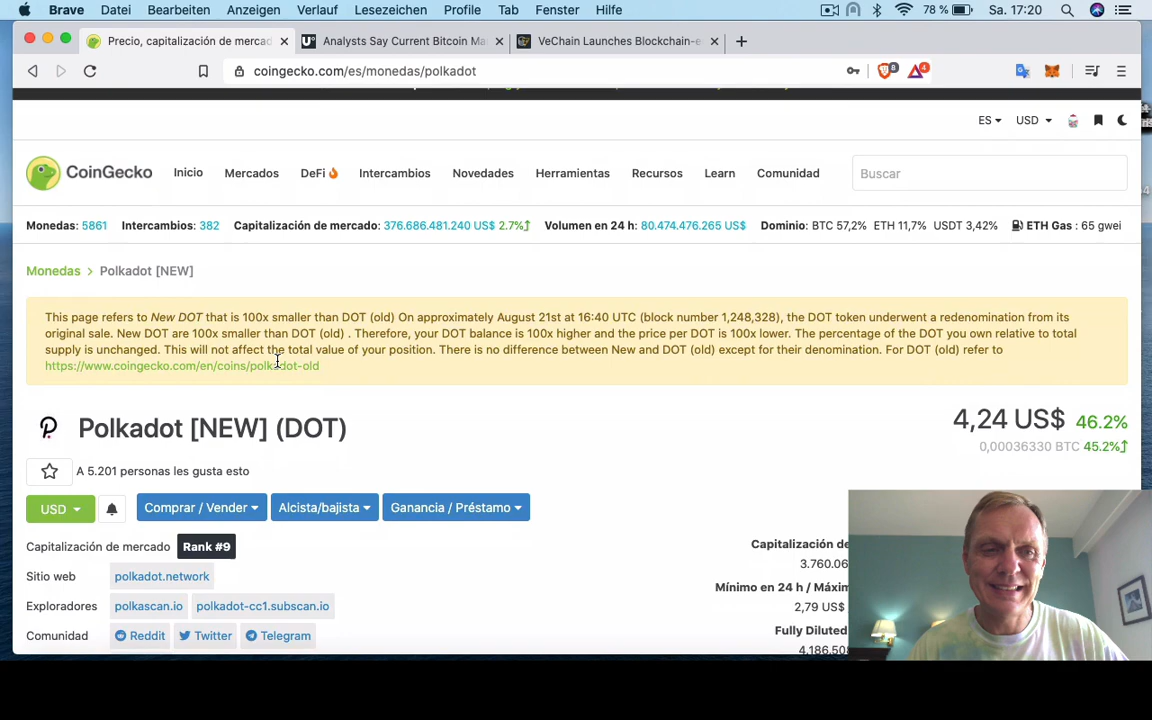 Brave Datei Bearbeiten Anzeigen Verlauf Lesezeichen Profile Tab Fenster Hilfe 78 % Sa. 17:20
Precio, capitalización de mercad Analysts Say Current Bitcoin Ma VeChain Launches Blockchain-e
coingecko.com/es/monedas/polkadot 8 4
ES USD
CoinGecko Inicio Mercados DeFi Intercambios Novedades Herramientas Recursos Learn Comunidad Buscar
Monedas: 5861 Intercambios: 382 Capitalización de mercado: 376.686.481.240 US$ 2.7% Volumen en 24 h: 80.474.476.265 US$ Dominio: BTC 57,2% ETH 11,7% USDT 3,42% ETH Gas : 65 gwei
Monedas > Polkadot [NEW]
This page refers to New DOT that is 100x smaller than DOT (old) On approximately August 21st at 16:40 UTC (block number 1,248,328), the DOT token underwent a redenomination from its
original sale. New DOT are 100x smaller than DOT (old) . Therefore, your DOT balance is 100x higher and the price per DOT is 100x lower. The percentage of the DOT you own relative to total
supply is unchanged. This will not affect the total value of your position. There is no difference between New and DOT (old) except for their denomination. For DOT (old) refer to
https://www.coingecko.com/en/coins/polkadot-old
Polkadot [NEW] (DOT) 4,24 US$ 46.2%
0,00036330 BTC 45.2%
A 5.201 personas les gusta esto
USD Comprar / Vender Alcista/bajista Ganancia / Préstamo
Capitalización de mercado Rank #9 Capitalización de
3.760.06
Sitio web polkadot.network
Mínimo en 24 h / Máxim
Exploradores polkascan.io polkadot-cc1.subscan.io 2,79 US$
Fully Diluted
Comunidad Reddit Twitter Telegram
4.186.503